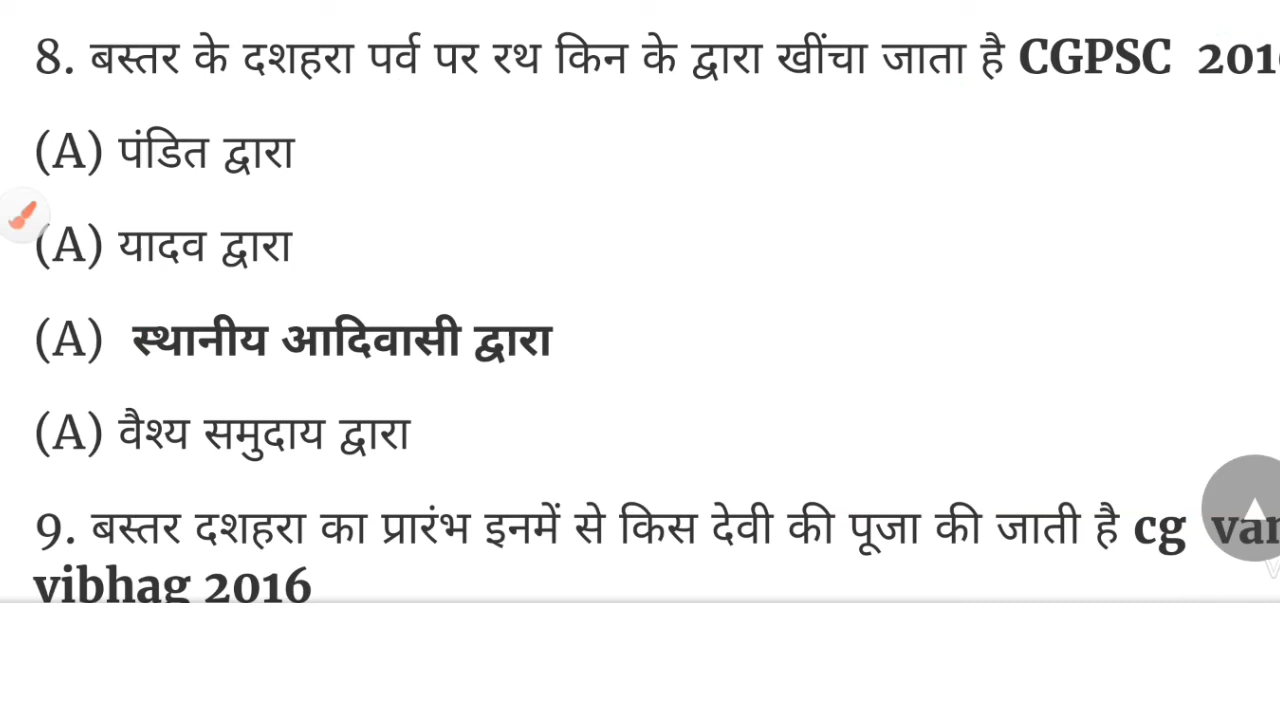 8. बस्तर के दशहरा पर्व पर रथ किन के द्वारा खींचा जाता है CGPSC
(A) पंडित द्वारा
(A) यादव द्वारा
(A) स्थानीय आदिवासी द्वारा
(A) वैश्य समुदाय द्वारा
9. बस्तर दशहरा का प्रारंभ इनमें से किस देवी की पूजा की जाती है cg
vibhag 2016